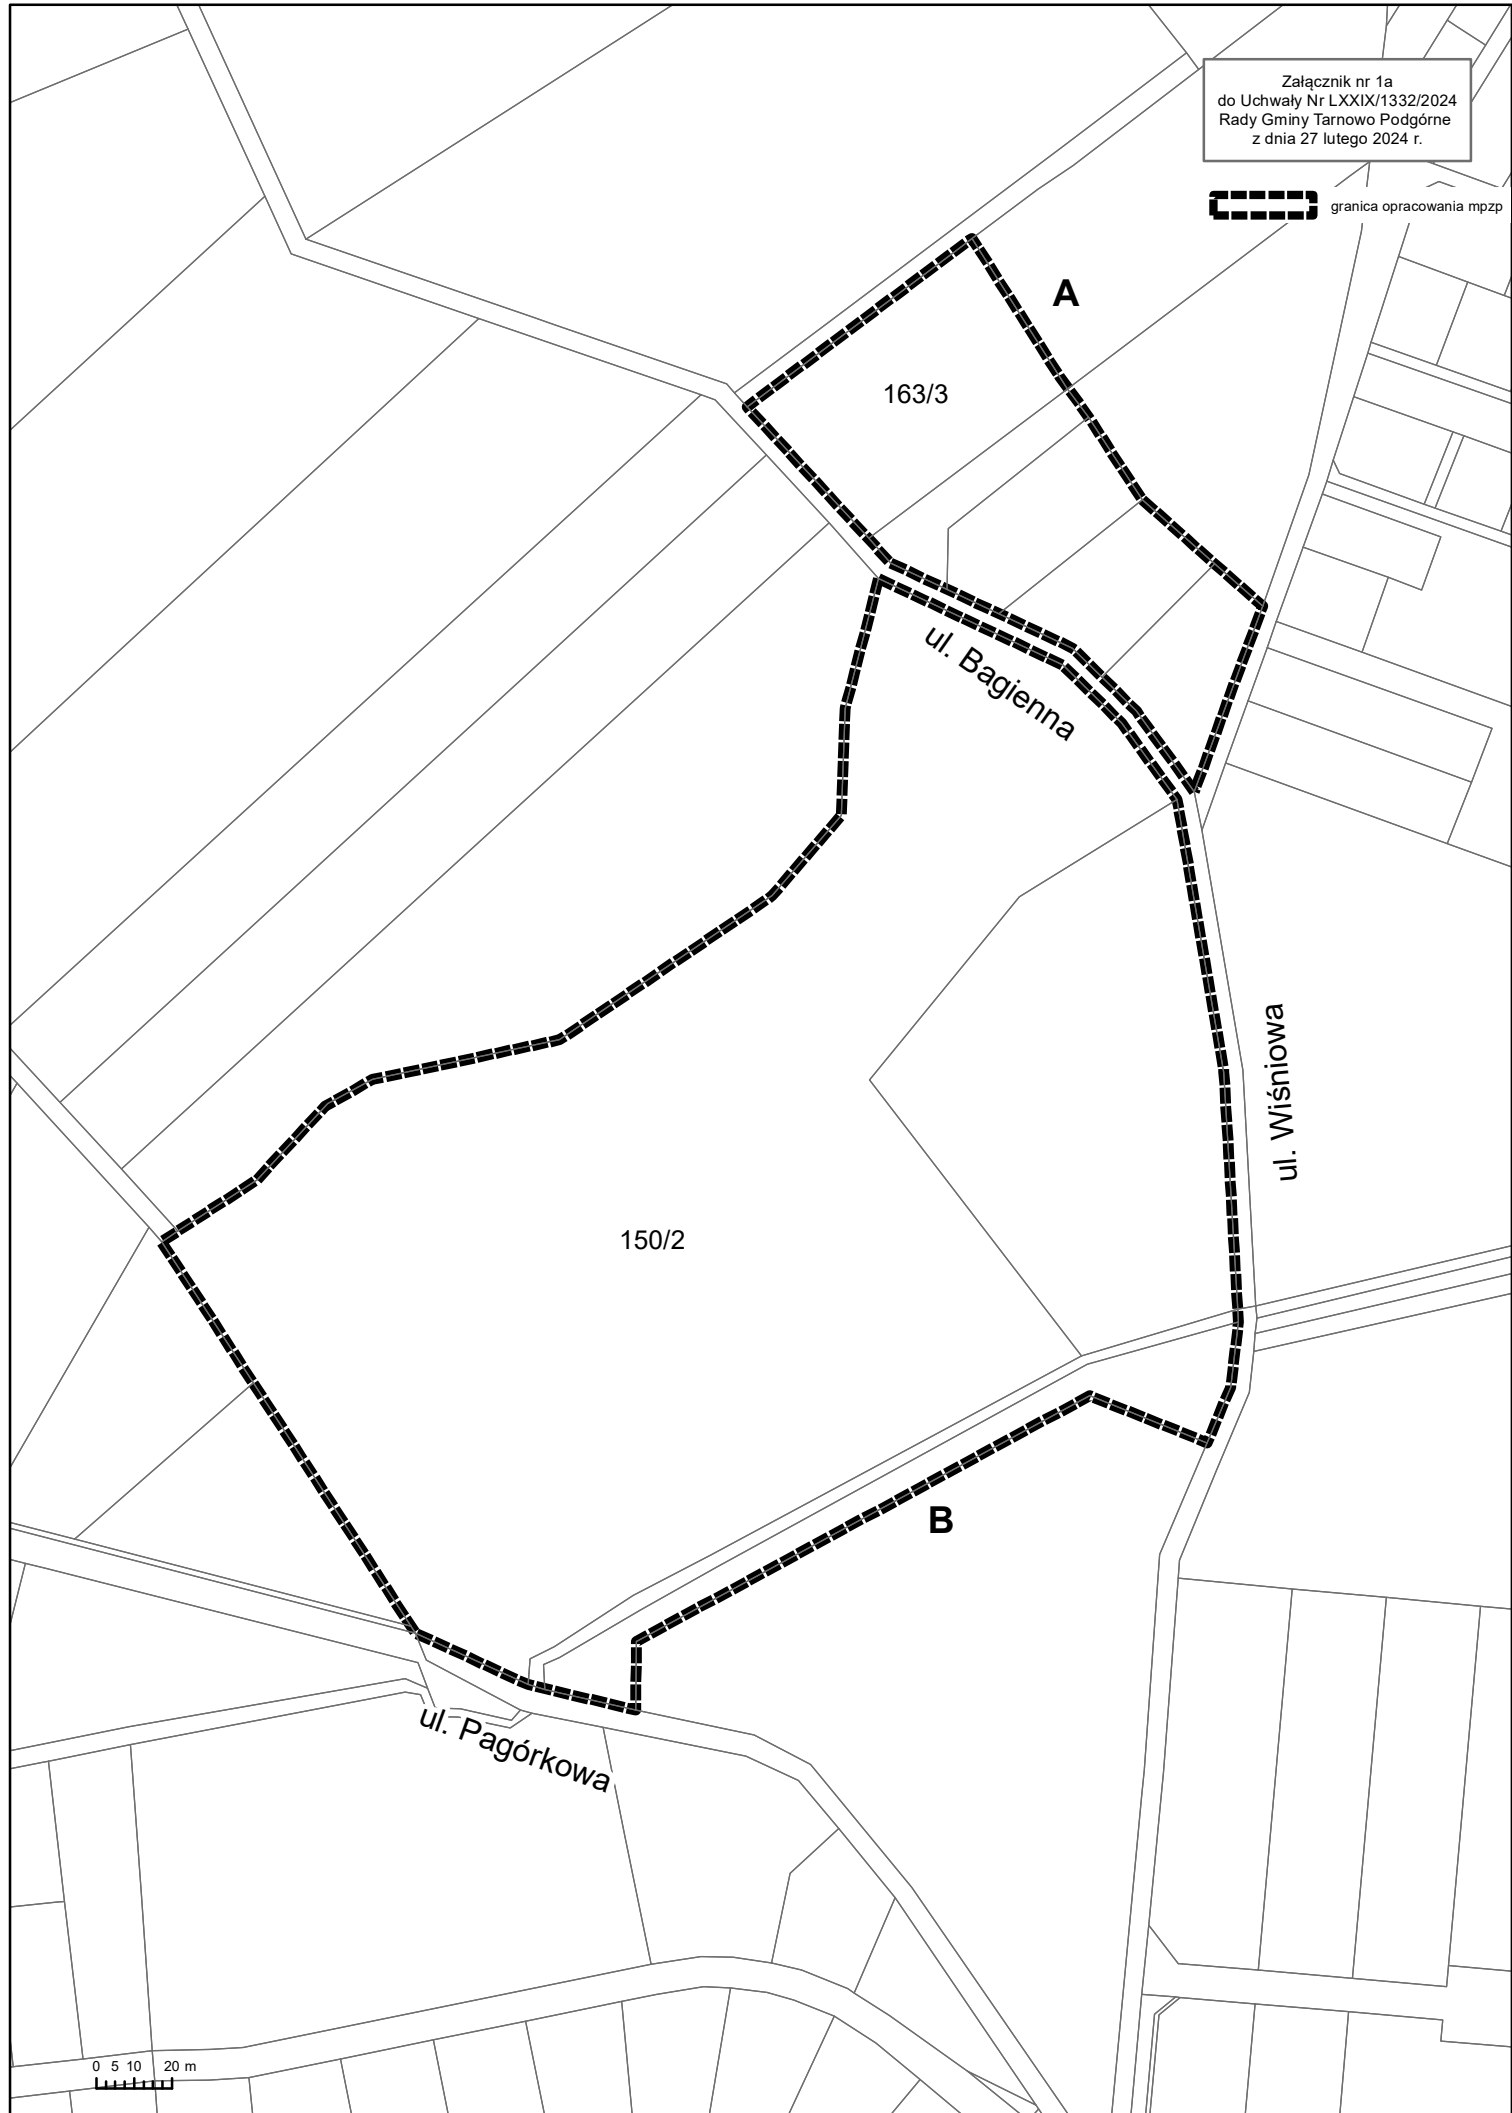 Załącznik nr 1a
do Uchwały Nr LXXIX/1332/2024
Rady Gminy Tarnowo Podgórne
z dnia 27 lutego 2024 r.
granica opracowania mpzp
A
163/3
ul. Bagienna
ul. Wiśniowa
150/2
B
ul. Pagórkowa
0 5 10 20 m